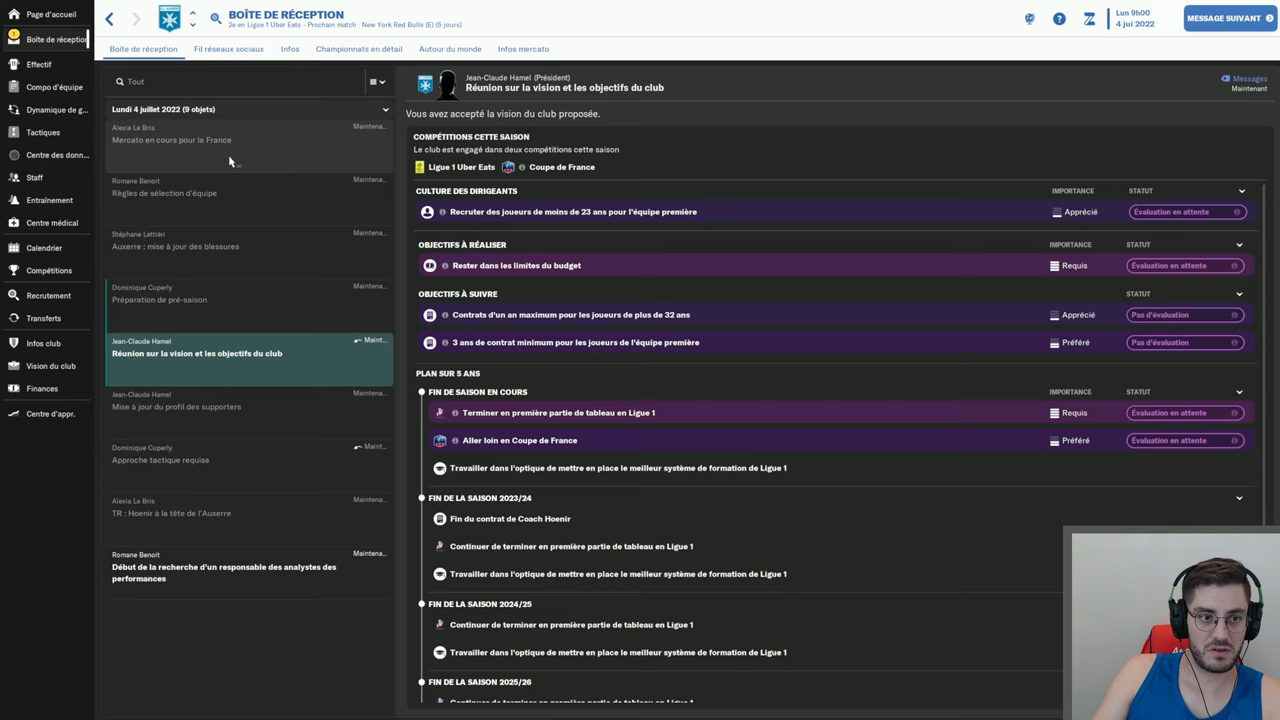 Page d'accueil
Boîte de réception
Effectif
Compo d'équipe
Dynamique de g...
Tactiques
Centre des donn...
Staff
Entraînement
Centre médical
Calendrier
Compétitions
Recrutement
Transferts
Infos club
Vision du club
Finances
Centre d'appr.
BOÎTE DE RÉCEPTION
2e en Ligue 1 Uber Eats - Prochain match : New York Red Bulls (E) (5 jours)
Lun 9h00
4 jui 2022
MESSAGE SUIVANT
Boîte de réception
Fil réseaux sociaux
Infos
Championnats en détail
Autour du monde
Infos mercato
Tout
Lundi 4 juillet 2022 (9 objets)
Alexia Le Bris
Maintena...
Mercato en cours pour la France
Romane Benoit
Maintena...
Règles de sélection d'équipe
Stéphane Lettiéri
Maintena...
Auxerre : mise à jour des blessures
Dominique Cuperly
Maintena...
Préparation de pré-saison
Jean-Claude Hamel
Maint...
Réunion sur la vision et les objectifs du club
Jean-Claude Hamel
Maintena...
Mise à jour du profil des supporters
Dominique Cuperly
Maint...
Approche tactique requise
Alexia Le Bris
Maintena...
TR : Hoenir à la tête de l'Auxerre
Romane Benoit
Maintena...
Début de la recherche d'un responsable des analystes des
performances
Jean-Claude Hamel (Président)
Réunion sur la vision et les objectifs du club
Messages
Maintenant
Vous avez accepté la vision du club proposée.
COMPÉTITIONS CETTE SAISON
Le club est engagé dans deux compétitions cette saison
Ligue 1 Uber Eats
Coupe de France
CULTURE DES DIRIGEANTS
IMPORTANCE
STATUT
Recruter des joueurs de moins de 23 ans pour l'équipe première
Apprécié
Évaluation en attente
OBJECTIFS À RÉALISER
IMPORTANCE
STATUT
Rester dans les limites du budget
Requis
Évaluation en attente
OBJECTIFS À SUIVRE
IMPORTANCE
STATUT
Contrats d'un an maximum pour les joueurs de plus de 32 ans
Apprécié
Pas d'évaluation
3 ans de contrat minimum pour les joueurs de l'équipe première
Préféré
Pas d'évaluation
PLAN SUR 5 ANS
FIN DE SAISON EN COURS
IMPORTANCE
STATUT
Terminer en première partie de tableau en Ligue 1
Requis
Évaluation en attente
Aller loin en Coupe de France
Préféré
Évaluation en attente
Travailler dans l'optique de mettre en place le meilleur système de formation de Ligue 1
FIN DE LA SAISON 2023/24
Fin du contrat de Coach Hoenir
Continuer de terminer en première partie de tableau en Ligue 1
Travailler dans l'optique de mettre en place le meilleur système de formation de Ligue 1
FIN DE LA SAISON 2024/25
Continuer de terminer en première partie de tableau en Ligue 1
Travailler dans l'optique de mettre en place le meilleur système de formation de Ligue 1
FIN DE LA SAISON 2025/26
Continuer de terminer en première partie de tableau en Ligue 1